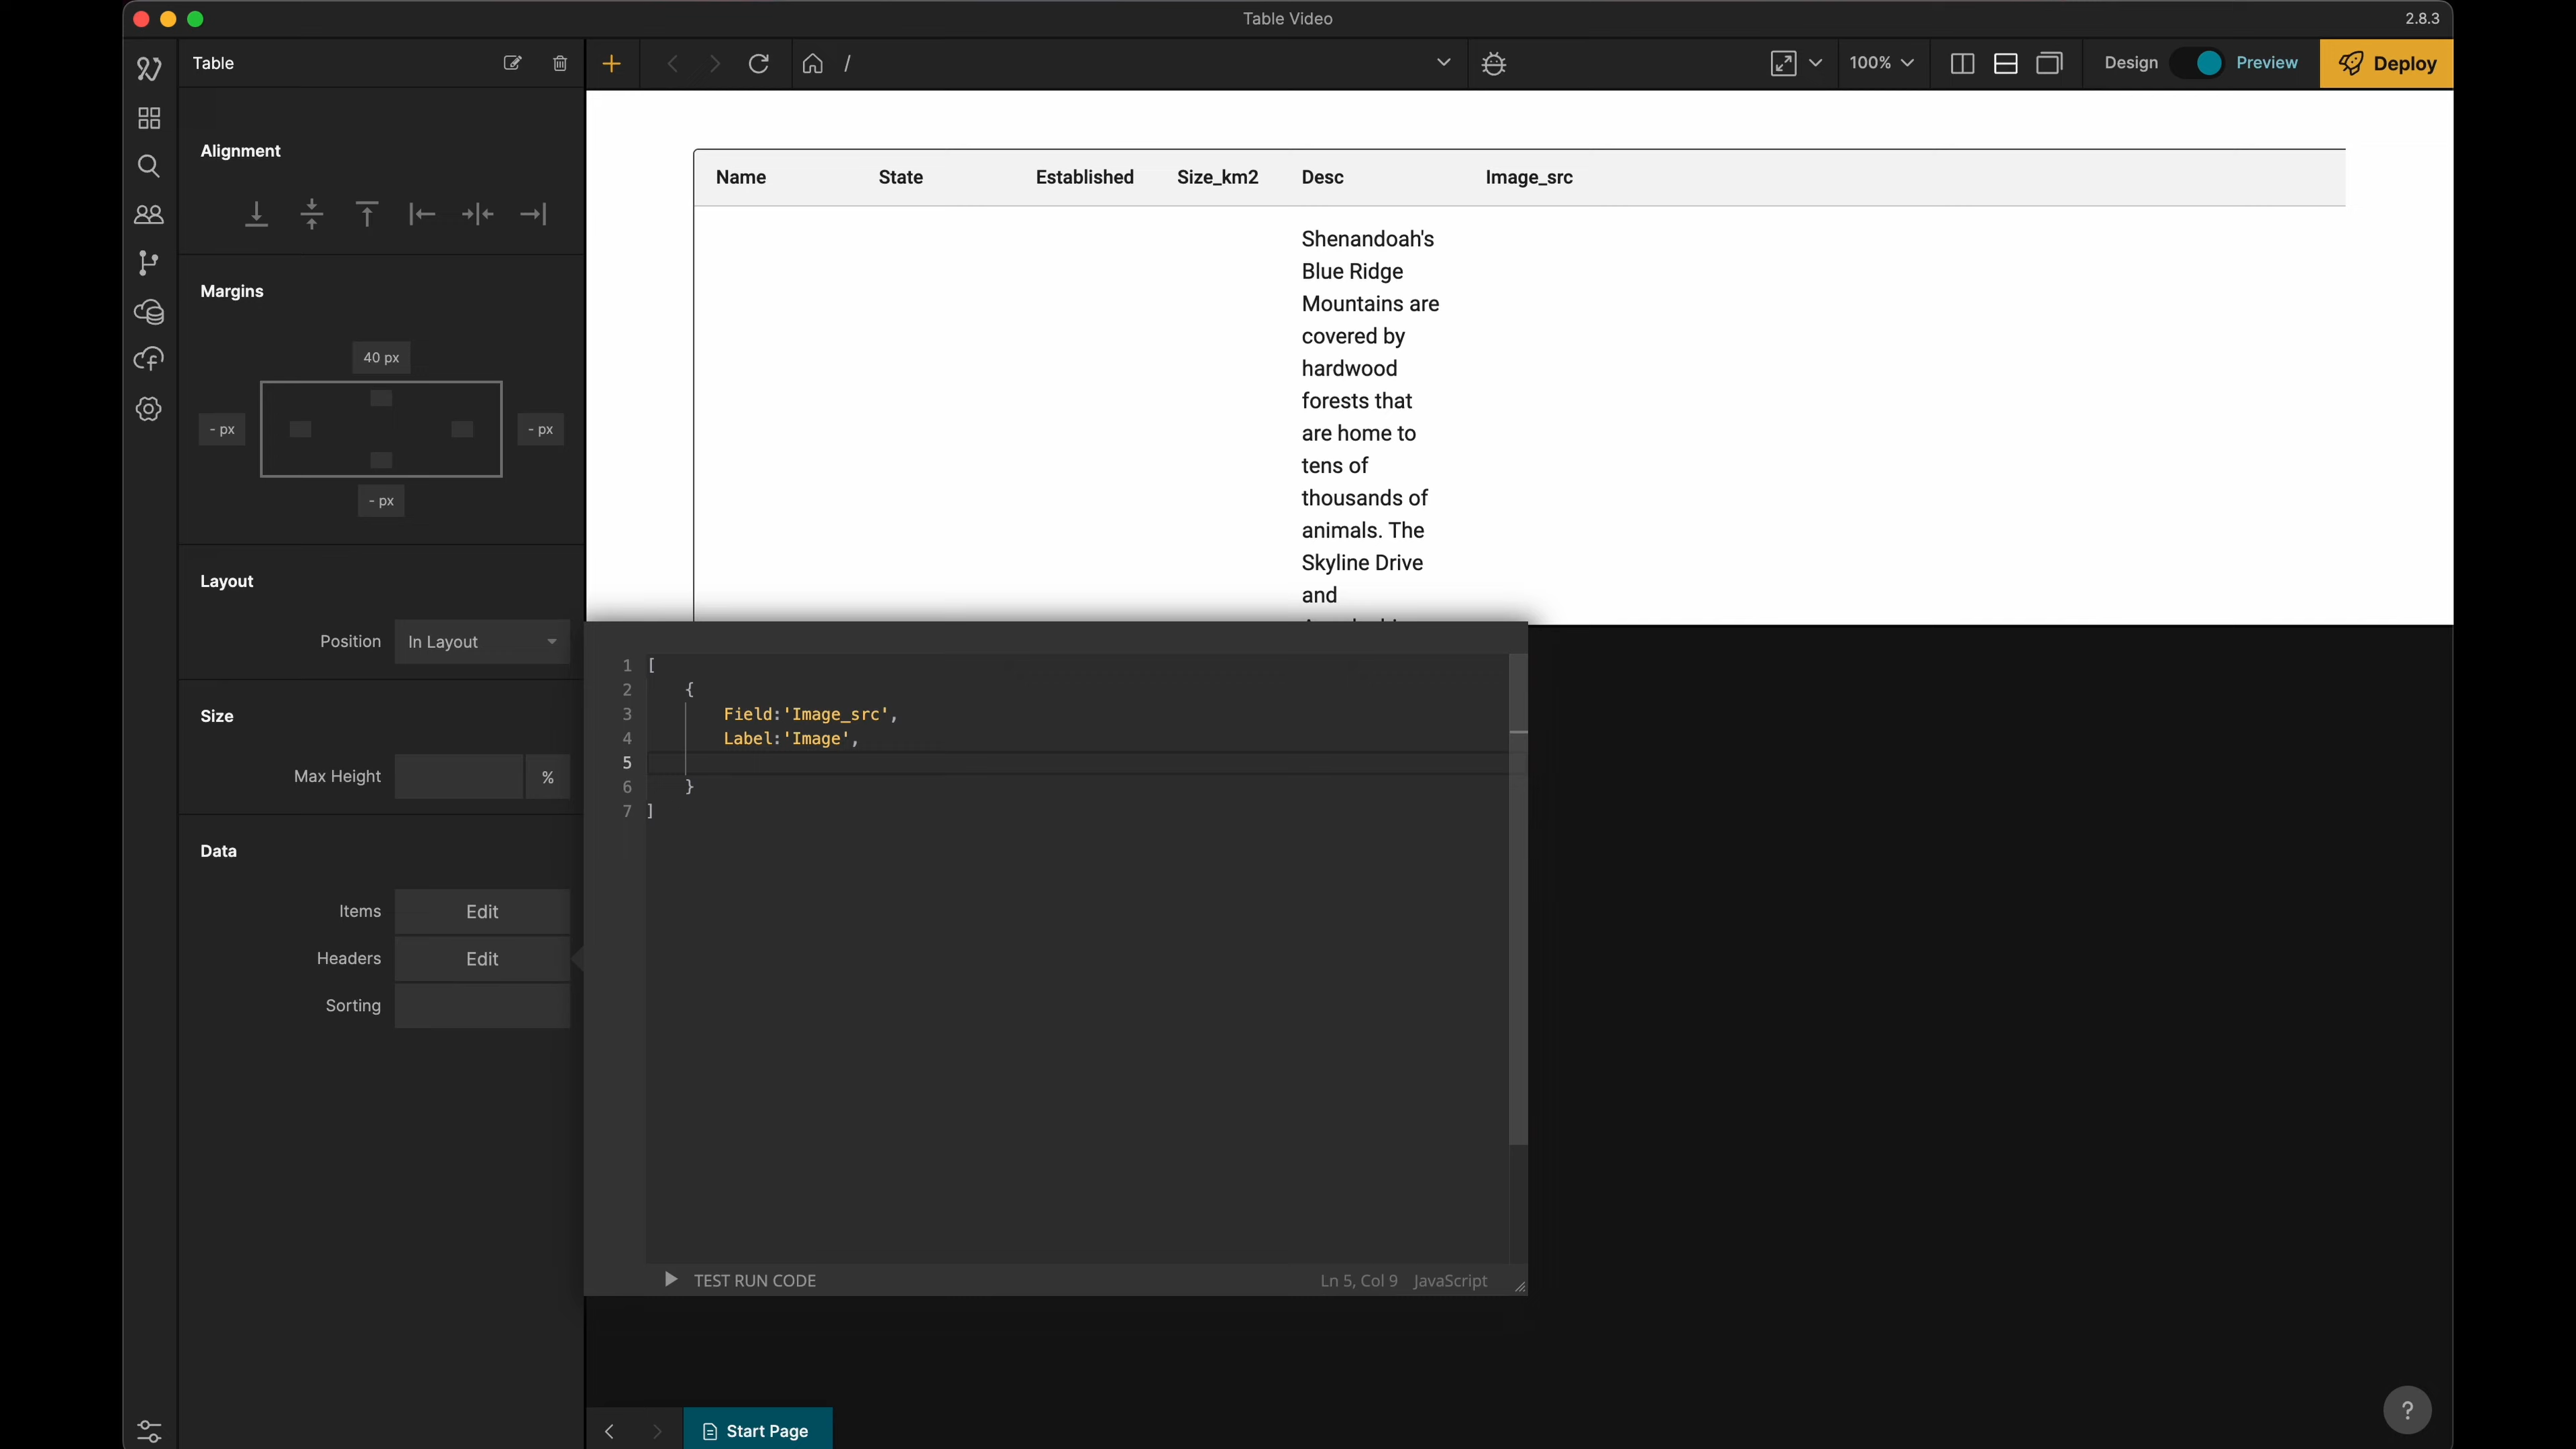 Table Video
2.8.3
Table
/
100%
Design
Preview
Deploy
Alignment
Margins
40 px
- px
- px
- px
Layout
Position
In Layout
Size
Max Height
%
Data
Items
Edit
Headers
Edit
Sorting
Name
State
Established
Size_km2
Desc
Image_src
Shenandoah's
Blue Ridge
Mountains are
covered by
hardwood
forests that
are home to
tens of
thousands of
animals. The
Skyline Drive
and
1 [
2 {
3 Field:'Image_src',
4 Label:'Image',
5
6 }
7 ]
TEST RUN CODE
Ln 5, Col 9
JavaScript
Start Page
?